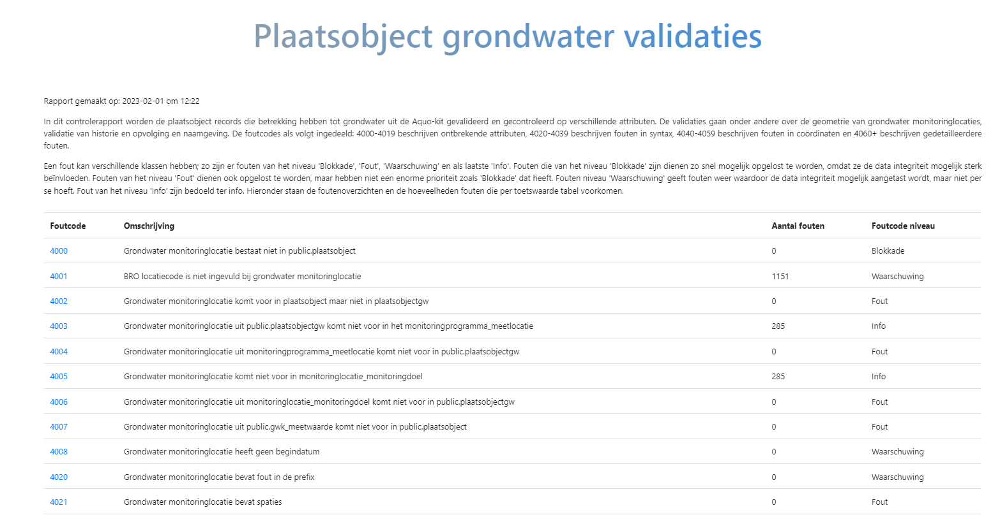 Plaatsobject grondwater validaties
Rapport gemaakt op: 2023-02-01 om 12:22
In dit controlerapport worden de plaatsobject records die betrekking hebben tot grondwater uit de Aquo-kit gevalideerd en gecontroleerd op verschillende attributen. De validaties gaan onder andere over de geometrie van grondwater monitoringlocaties,
validatie van historie en opvolging en naamgeving. De foutcodes als volgt ingedeeld: 4000-4019 beschrijven ontbrekende attributen, 4020-4039 beschrijven fouten in syntax, 4040-4059 beschrijven fouten in coördinaten en 4060+ beschrijven gedetailleerdere
fouten.
Een fout kan verschillende klassen hebben; zo zijn er fouten van het niveau 'Blokkade', 'Fout', 'Waarschuwing' en als laatste 'Info'. Fouten die van het niveau 'Blokkade' zijn dienen zo snel mogelijk opgelost te worden, omdat ze de data integriteit mogelijk sterk
beïnvloeden. Fouten van het niveau 'Fout' dienen ook opgelost te worden, maar hebben niet een enorme prioriteit zoals 'Blokkade' dat heeft. Fouten niveau 'Waarschuwing' geeft fouten weer waardoor de data integriteit mogelijk aangetast wordt, maar niet per
se hoeft. Fout van het niveau 'Info' zijn bedoeld ter info. Hieronder staan de foutenoverzichten en de hoeveelheden fouten die per toetswaarde tabel voorkomen.
Foutcode Omschrijving Aantal fouten Foutcode niveau
4000 Grondwater monitoringlocatie bestaat niet in public.plaatsobject 0 Blokkade
4001 BRO locatiecode is niet ingevuld bij grondwater monitoringlocatie 1151 Waarschuwing
4002 Grondwater monitoringlocatie komt voor in plaatsobject maar niet in plaatsobjectgw 0 Fout
4003 Grondwater monitoringlocatie uit public.plaatsobjectgw komt niet voor in het monitoringprogramma_meetlocatie 285 Info
4004 Grondwater monitoringlocatie uit monitoringprogramma_meetlocatie komt niet voor in public.plaatsobjectgw 0 Fout
4005 Grondwater monitoringlocatie komt niet voor in monitoringlocatie_monitoringdoel 285 Info
4006 Grondwater monitoringlocatie uit monitoringlocatie_monitoringdoel komt niet voor in public.plaatsobjectgw 0 Fout
4007 Grondwater monitoringlocatie uit public.gwk_meetwaarde komt niet voor in public.plaatsobject 0 Fout
4008 Grondwater monitoringlocatie heeft geen begindatum 0 Waarschuwing
4020 Grondwater monitoringlocatie bevat fout in de prefix 0 Waarschuwing
4021 Grondwater monitoringlocatie bevat spaties 0 Fout